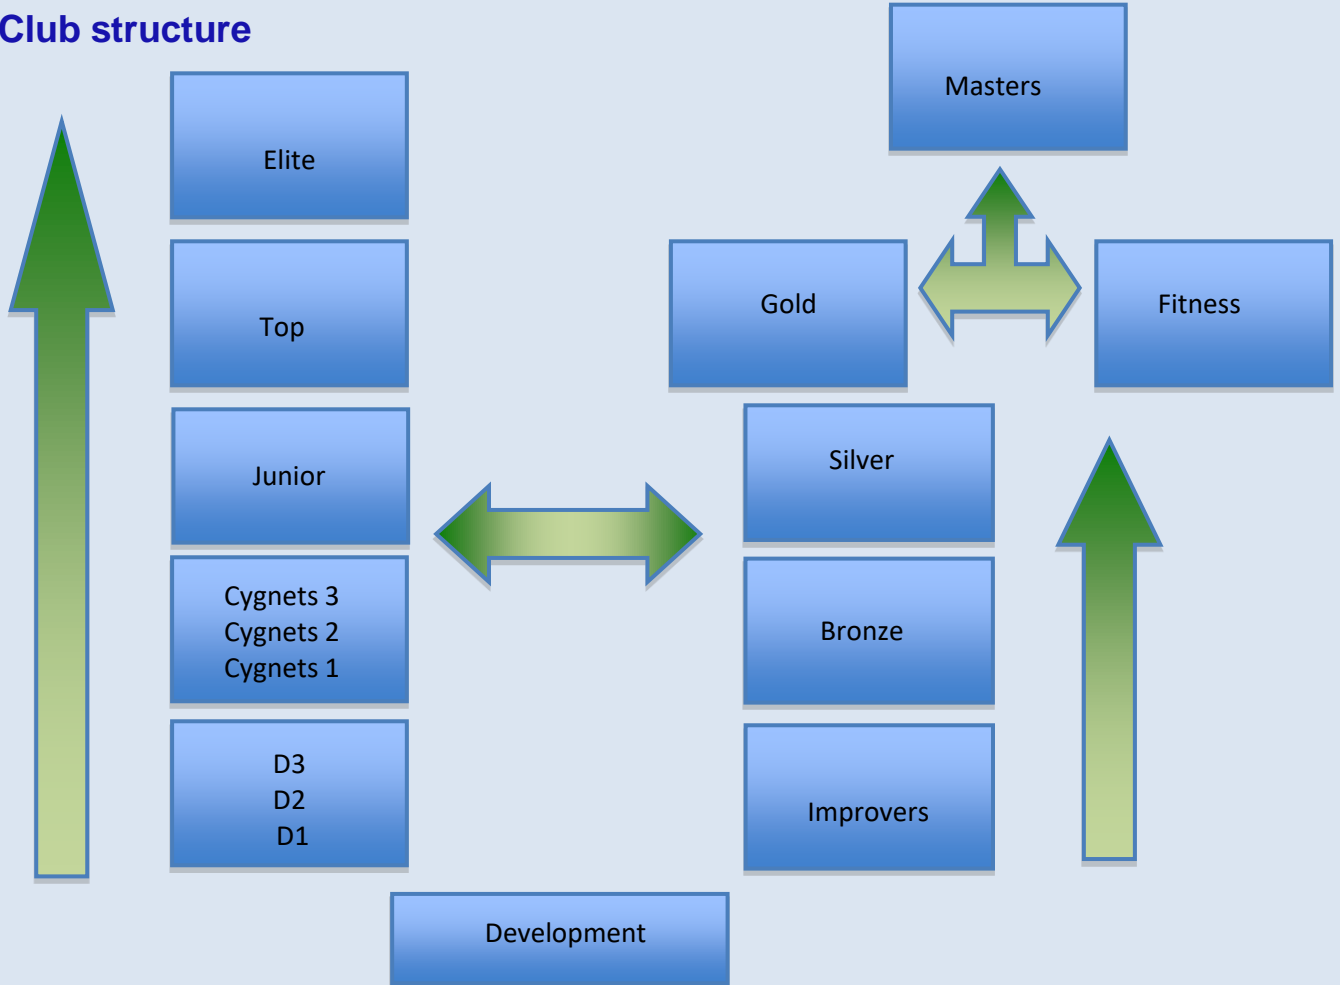 Club structure
Masters
Elite
Gold
Fitness
Top
Silver
Junior
Cygnets 3
Cygnets 2
Cygnets 1
Bronze
D3
D2
D1
Improvers
Development